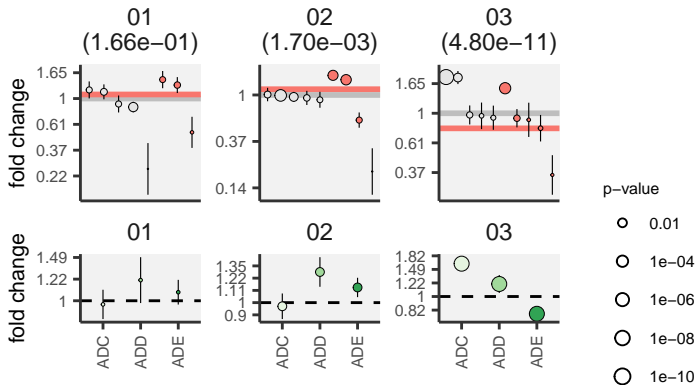 01 02 03
(1.66e−01) (1.70e−03) (4.80e−11)
fold change
1.65
1
0.61
0.37
0.22
1
0.37
0.14
1.65
1
0.61
0.37
01 02 03
fold change
1.49
1.22
1
1.35
1.22
1.11
1
0.9
1.82
1.49
1.22
1
0.82
ADC ADD ADE ADC ADD ADE ADC ADD ADE
p−value
0.01
1e−04
1e−06
1e−08
1e−10